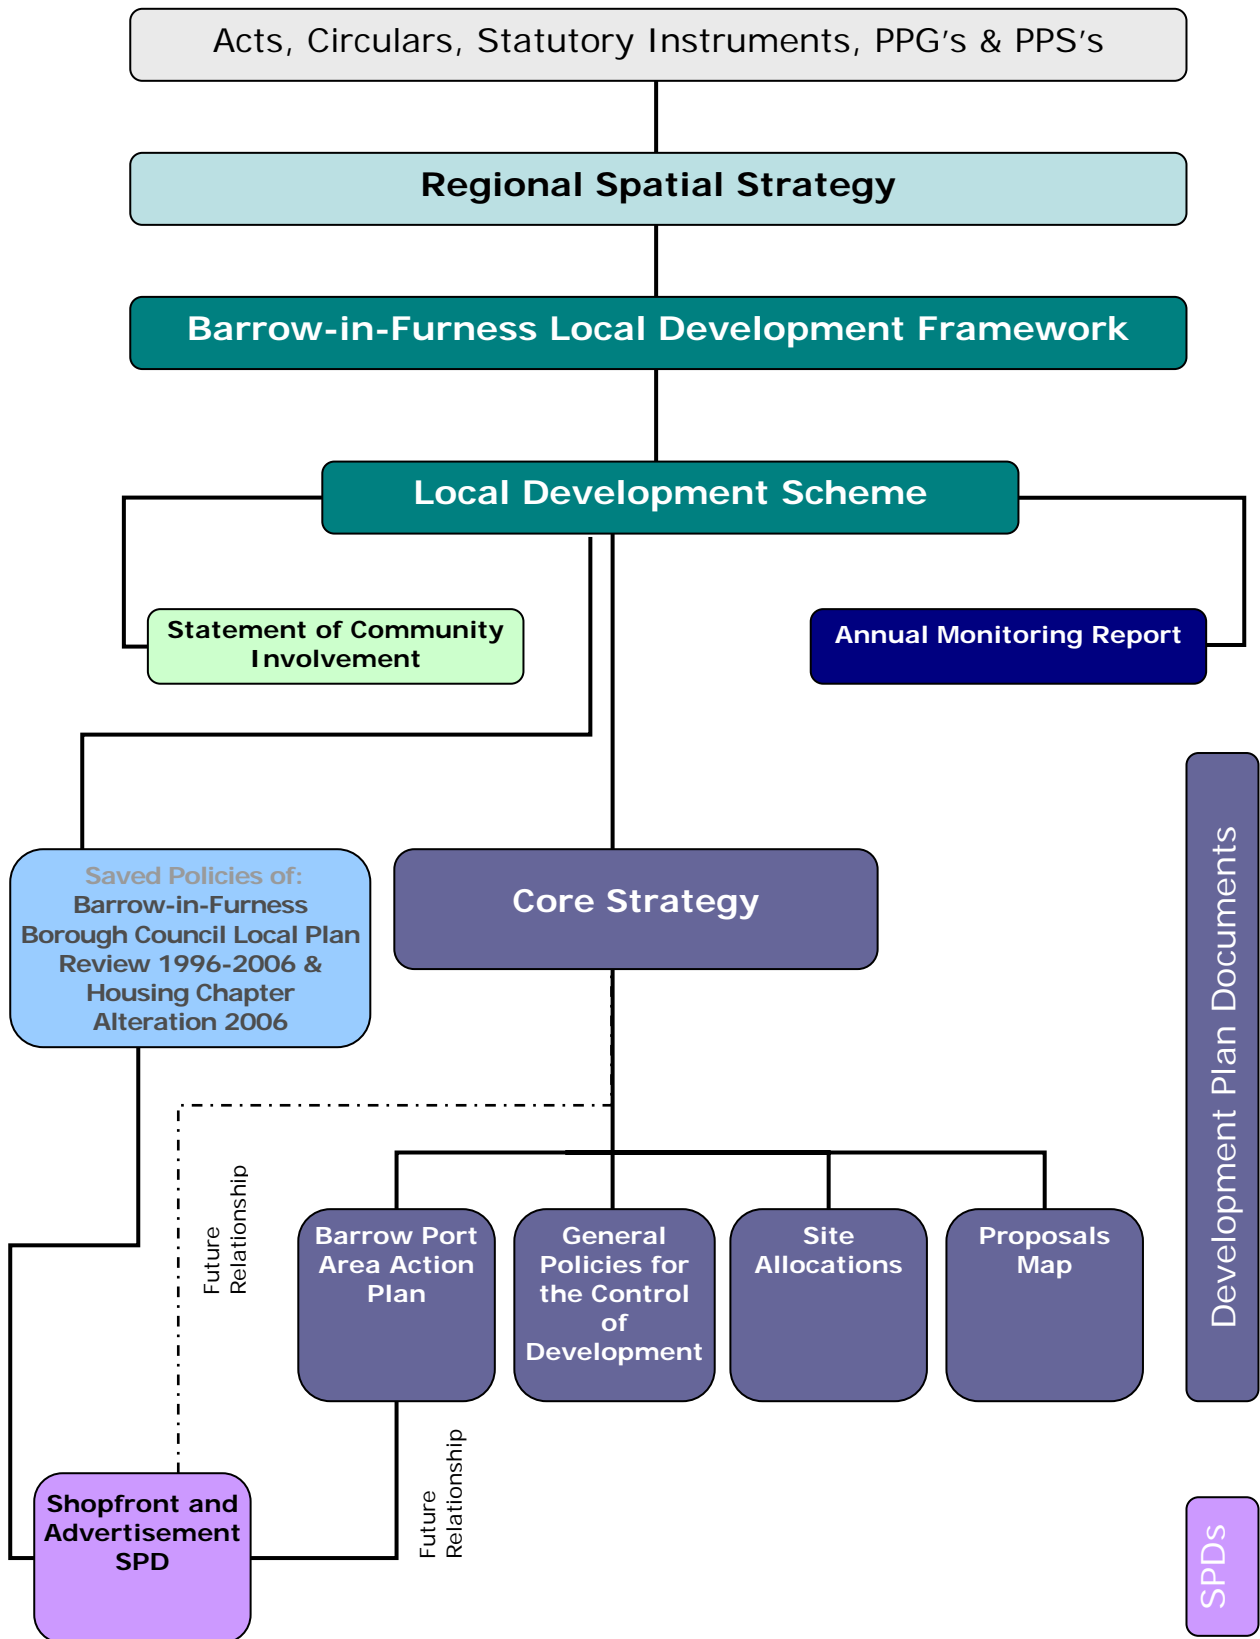 Acts, Circulars, Statutory Instruments, PPG's & PPS's
Regional Spatial Strategy
Barrow-in-Furness Local Development Framework
Local Development Scheme
Statement of Community
Involvement
Annual Monitoring Report
Saved Policies of:
Barrow-in-Furness
Borough Council Local Plan
Review 1996-2006 &
Housing Chapter
Alteration 2006
Core Strategy
Development Plan Documents
Future
Relationship
Barrow Port
Area Action
Plan
General
Policies for
the Control
of
Development
Site
Allocations
Proposals
Map
Future
Relationship
Shopfront and
Advertisement
SPD
SPDs